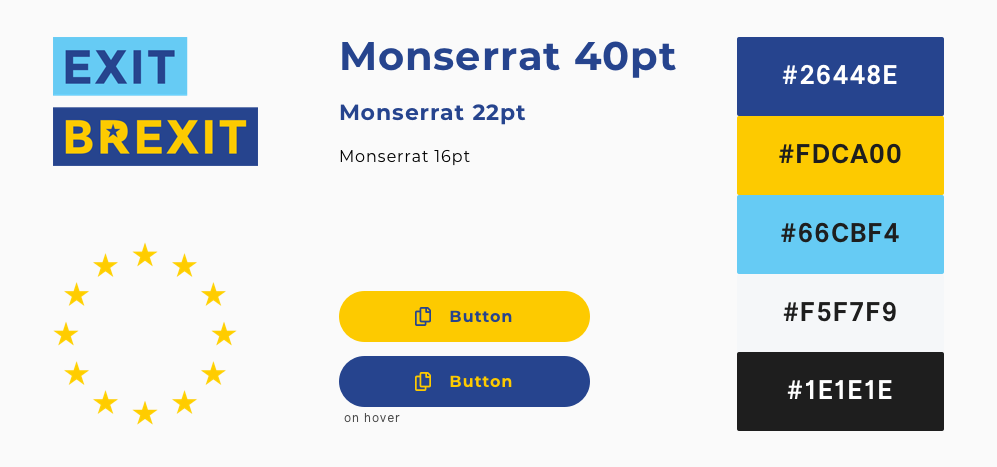 EXIT
BREXIT
Monserrat 40pt
Monserrat 22pt
Monserrat 16pt
Button
Button
on hover
#26448E
#FDCA00
#66CBF4
#F5F7F9
#1E1E1E